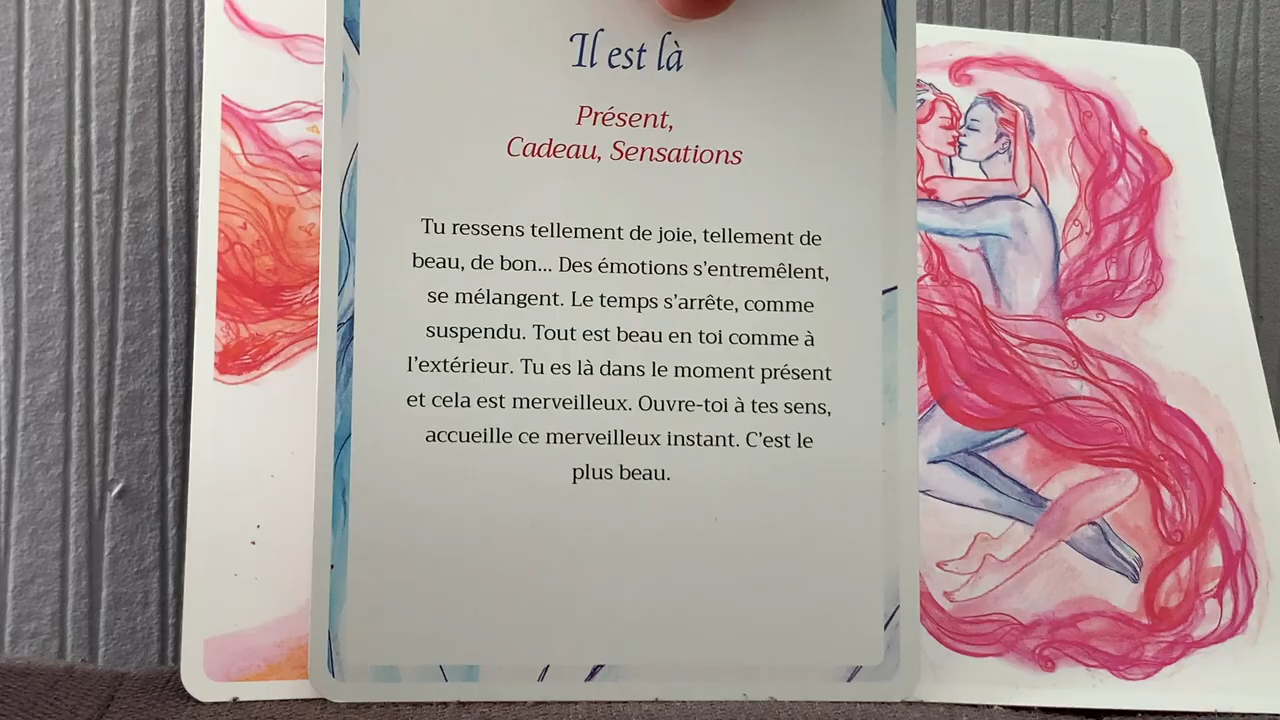 Il est là
Présent,
Cadeau, Sensations
Tu ressens tellement de joie, tellement de
beau, de bon... Des émotions s'entremêlent,
se mélangent. Le temps s'arrête, comme
suspendu. Tout est beau en toi comme à
l'extérieur. Tu es là dans le moment présent
et cela est merveilleux. Ouvre-toi à tes sens,
accueille ce merveilleux instant. C'est le
plus beau.